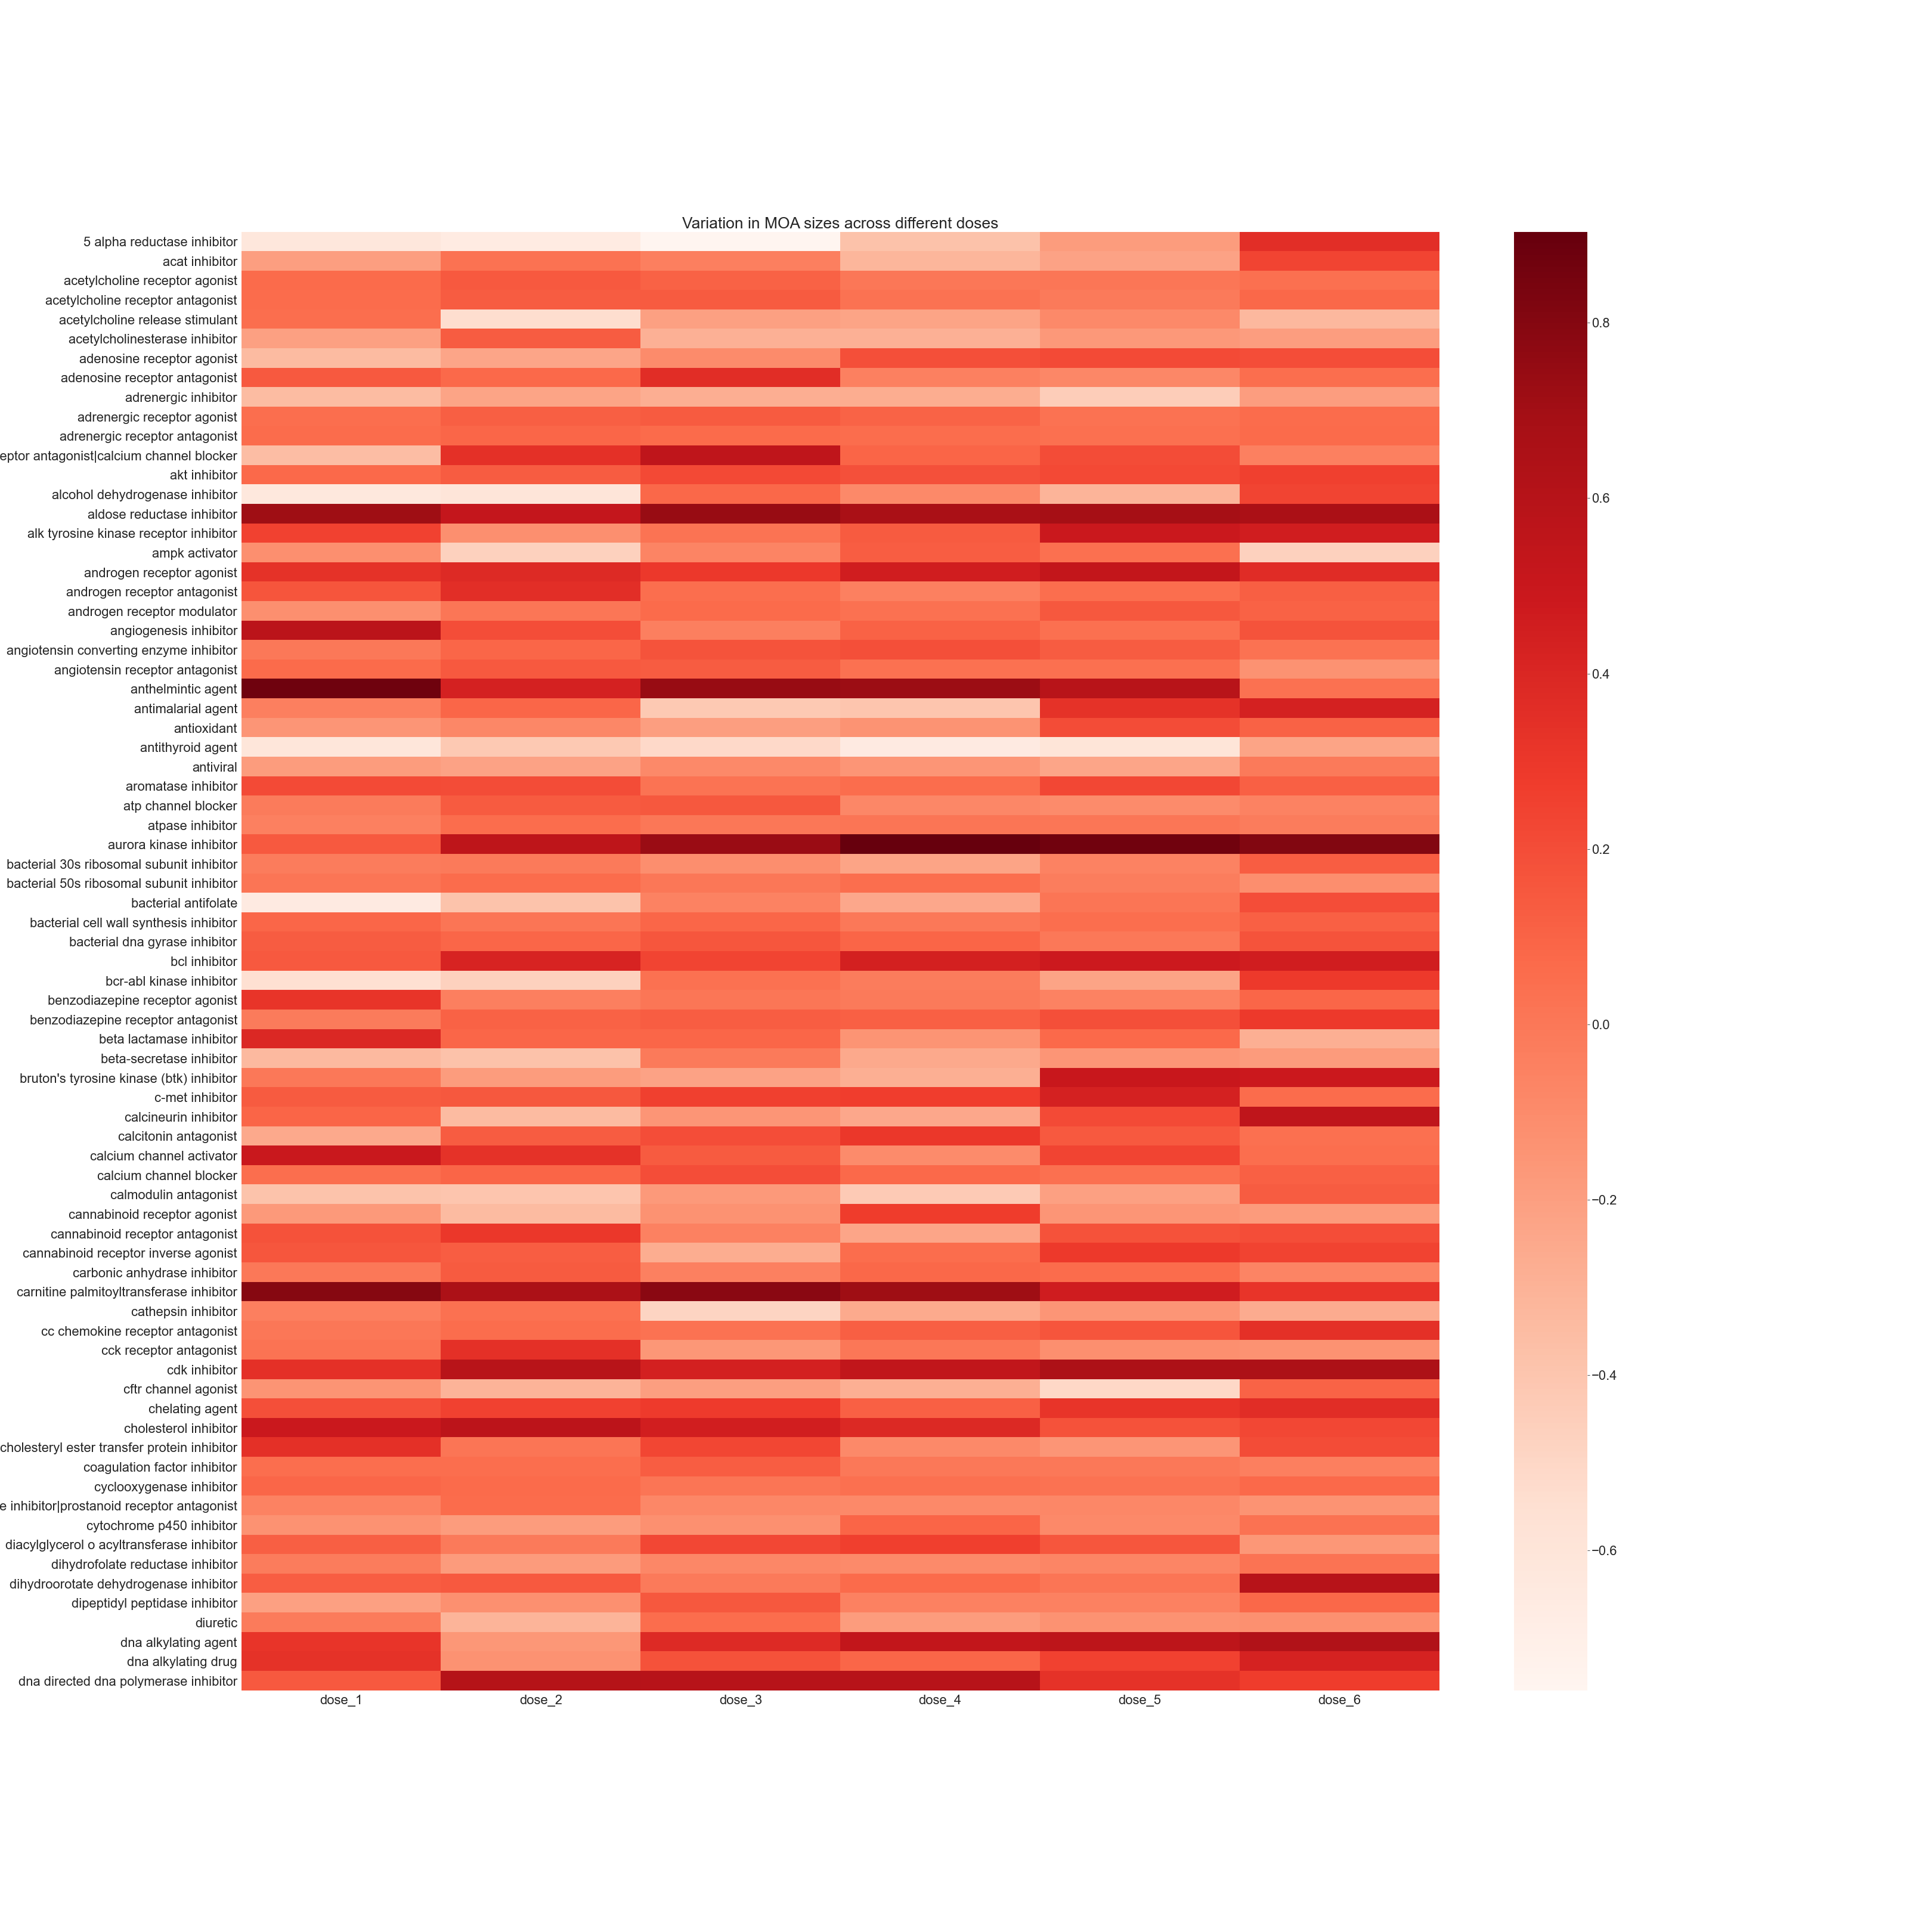 Variation in MOA sizes across different doses
5 alpha reductase inhibitor
acat inhibitor
acetylcholine receptor agonist
acetylcholine receptor antagonist
acetylcholine release stimulant
acetylcholinesterase inhibitor
adenosine receptor agonist
adenosine receptor antagonist
adrenergic inhibitor
adrenergic receptor agonist
adrenergic receptor antagonist
eptor antagonist|calcium channel blocker
akt inhibitor
alcohol dehydrogenase inhibitor
aldose reductase inhibitor
alk tyrosine kinase receptor inhibitor
ampk activator
androgen receptor agonist
androgen receptor antagonist
androgen receptor modulator
angiogenesis inhibitor
angiotensin converting enzyme inhibitor
angiotensin receptor antagonist
anthelmintic agent
antimalarial agent
antioxidant
antithyroid agent
antiviral
aromatase inhibitor
atp channel blocker
atpase inhibitor
aurora kinase inhibitor
bacterial 30s ribosomal subunit inhibitor
bacterial 50s ribosomal subunit inhibitor
bacterial antifolate
bacterial cell wall synthesis inhibitor
bacterial dna gyrase inhibitor
bcl inhibitor
bcr-abl kinase inhibitor
benzodiazepine receptor agonist
benzodiazepine receptor antagonist
beta lactamase inhibitor
beta-secretase inhibitor
bruton's tyrosine kinase (btk) inhibitor
c-met inhibitor
calcineurin inhibitor
calcitonin antagonist
calcium channel activator
calcium channel blocker
calmodulin antagonist
cannabinoid receptor agonist
cannabinoid receptor antagonist
cannabinoid receptor inverse agonist
carbonic anhydrase inhibitor
carnitine palmitoyltransferase inhibitor
cathepsin inhibitor
cc chemokine receptor antagonist
cck receptor antagonist
cdk inhibitor
cftr channel agonist
chelating agent
cholesterol inhibitor
cholesteryl ester transfer protein inhibitor
coagulation factor inhibitor
cyclooxygenase inhibitor
e inhibitor|prostanoid receptor antagonist
cytochrome p450 inhibitor
diacylglycerol o acyltransferase inhibitor
dihydrofolate reductase inhibitor
dihydroorotate dehydrogenase inhibitor
dipeptidyl peptidase inhibitor
diuretic
dna alkylating agent
dna alkylating drug
dna directed dna polymerase inhibitor
dose_1 dose_2 dose_3 dose_4 dose_5 dose_6
0.8
0.6
0.4
0.2
0.0
−0.2
−0.4
−0.6